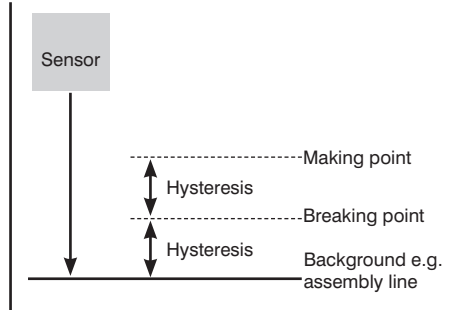 Sensor
Making point
Hysteresis
Breaking point
Hysteresis
Background e.g.
assembly line